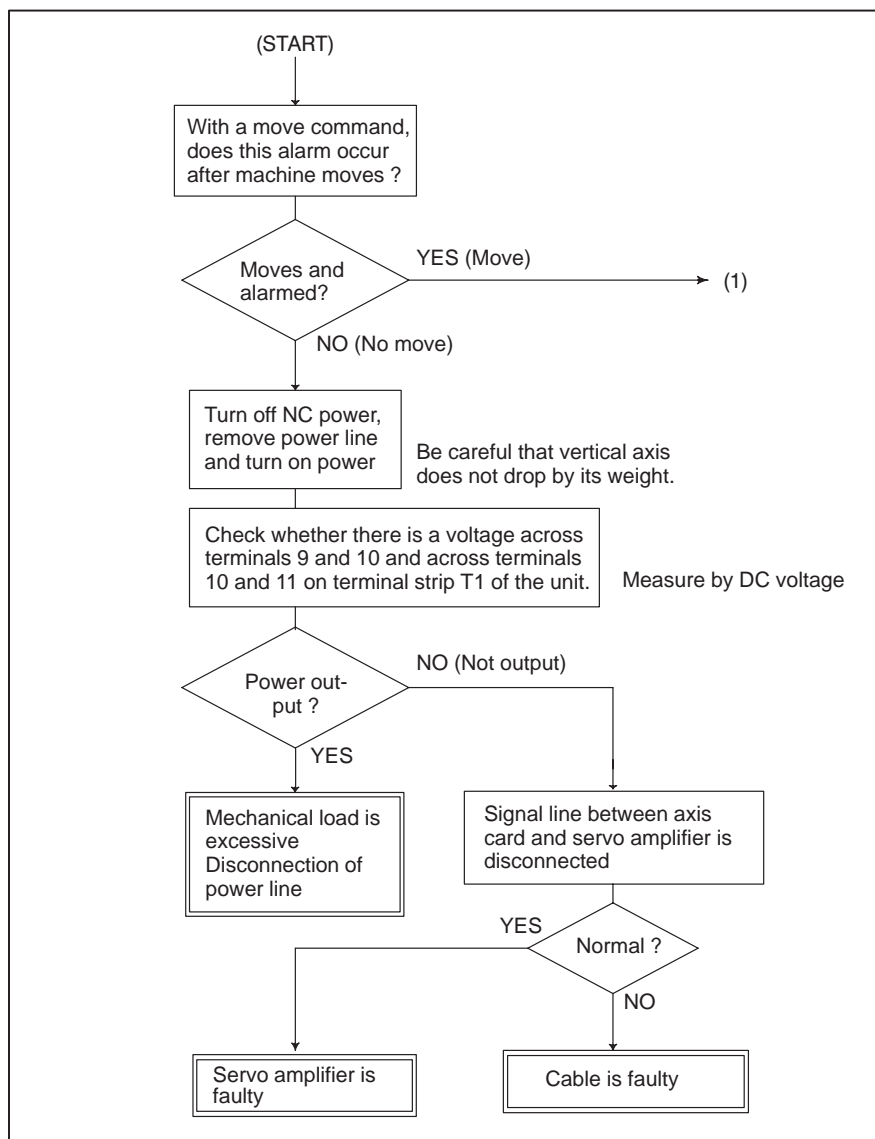 (START)
With a move command,
does this alarm occur
after machine moves ?
Moves and
alarmed?
YES (Move)
(1)
NO (No move)
Turn off NC power,
remove power line
and turn on power
Be careful that vertical axis
does not drop by its weight.
Check whether there is a voltage across
terminals 9 and 10 and across terminals
10 and 11 on terminal strip T1 of the unit.
Measure by DC voltage
Power out-
put ?
NO (Not output)
YES
Mechanical load is
excessive
Disconnection of
power line
Signal line between axis
card and servo amplifier is
disconnected
Normal ?
YES
NO
Servo amplifier is
faulty
Cable is faulty